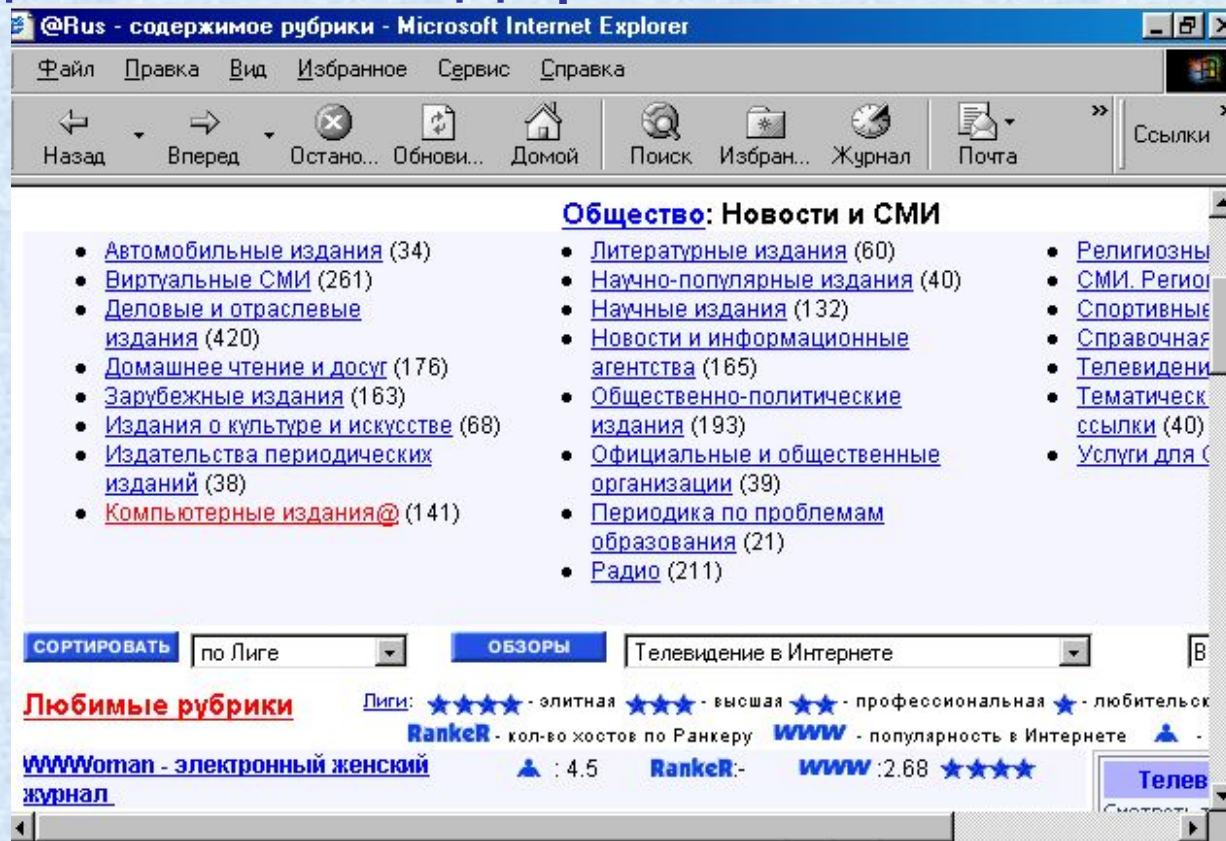 @Rus - содержимое рубрики - Microsoft Internet Explorer
Файл Правка Вид Избранное Сервис Справка
Назад Вперед Остано... Обнови... Домой Поиск Избран... Журнал Почта » Ссылки
Общество: Новости и СМИ
Автомобильные издания (34)
Виртуальные СМИ (261)
Деловые и отраслевые
издания (420)
Домашнее чтение и досуг (176)
Зарубежные издания (163)
Издания о культуре и искусстве (68)
Издательства периодических
изданий (38)
Компьютерные издания@ (141)
Литературные издания (60)
Научно-популярные издания (40)
Научные издания (132)
Новости и информационные
агентства (165)
Общественно-политические
издания (193)
Официальные и общественные
организации (39)
Периодика по проблемам
образования (21)
Радио (211)
Религиозны
СМИ. Регио
Спортивные
Справочная
Телевидени
Тематическ
ссылки (40)
Услуги для
СОРТИРОВАТЬ по Лиге ОБЗОРЫ Телевидение в Интернете В
Любимые рубрики Лиги: ★★★★ - элитная ★★★ - высшая ★★ - профессиональная ★ - любительск
RankeR - кол-во хостов по Ранкеру WWW - популярность в Интернете -
WWWoman - электронный женский : 4.5 RankeR:- WWW :2.68 ★★★★
журнал
Телев